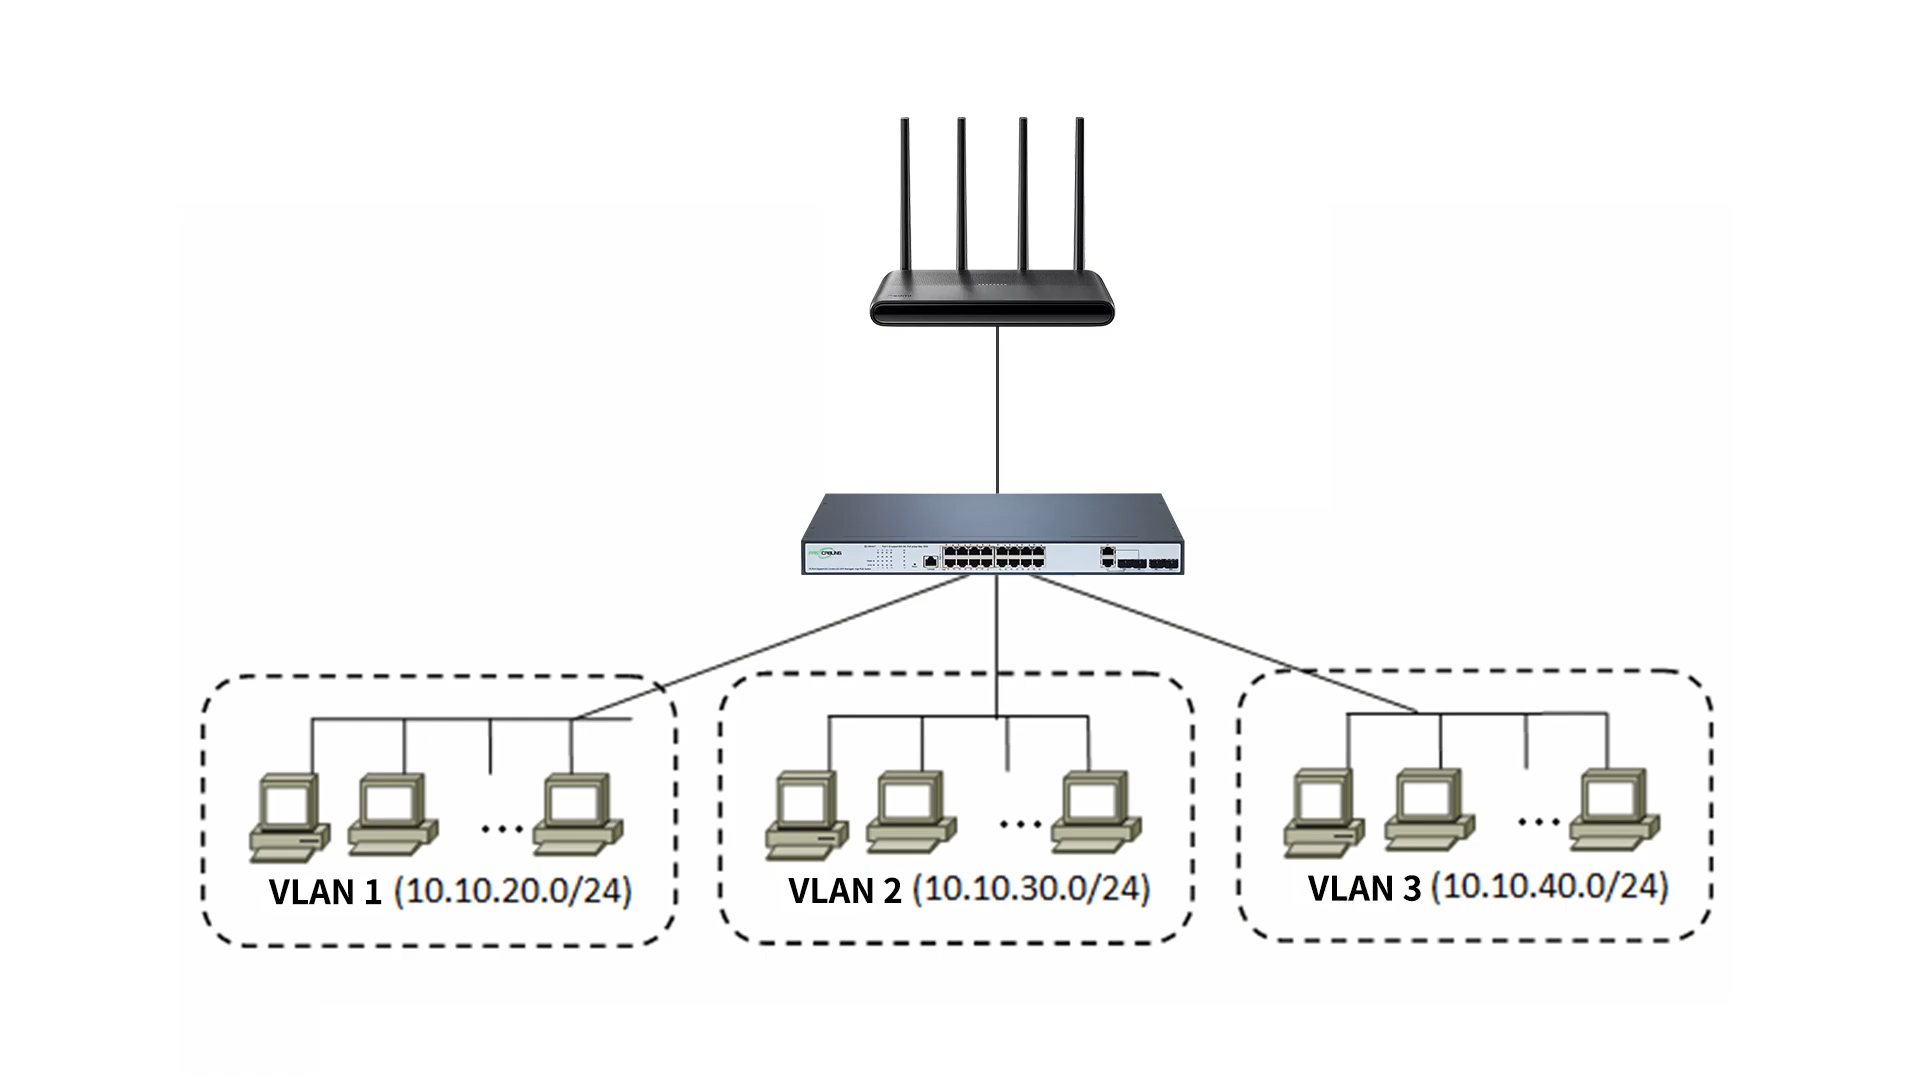 VLAN 1 (10.10.20.0/24)
VLAN 2 (10.10.30.0/24)
VLAN 3 (10.10.40.0/24)